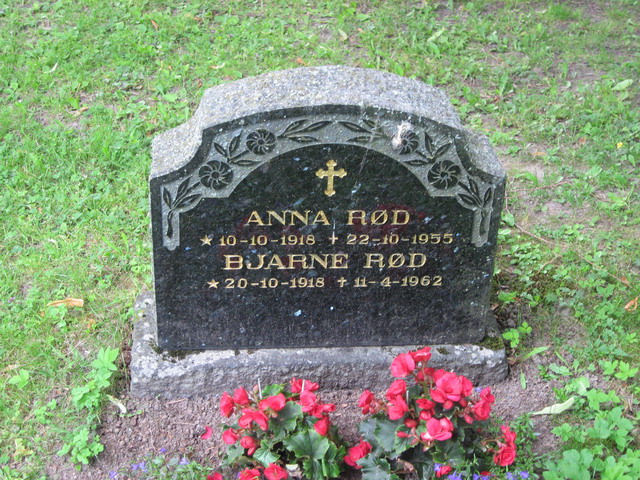 ANNA RØD
★ 10-10-1918 ✝ 22-10-1955
BJARNE RØD
★ 20-10-1918 ✝ 11-4-1962